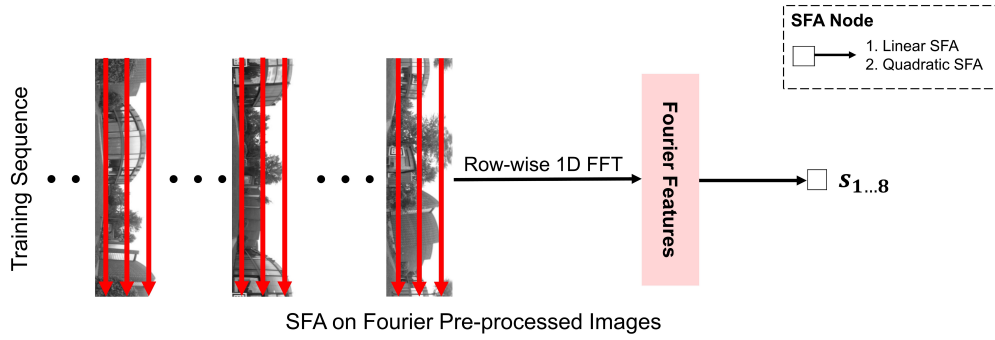 SFA Node
1. Linear SFA
2. Quadratic SFA
Training Sequence
Row-wise 1D FFT
Fourier Features
s1…8
SFA on Fourier Pre-processed Images